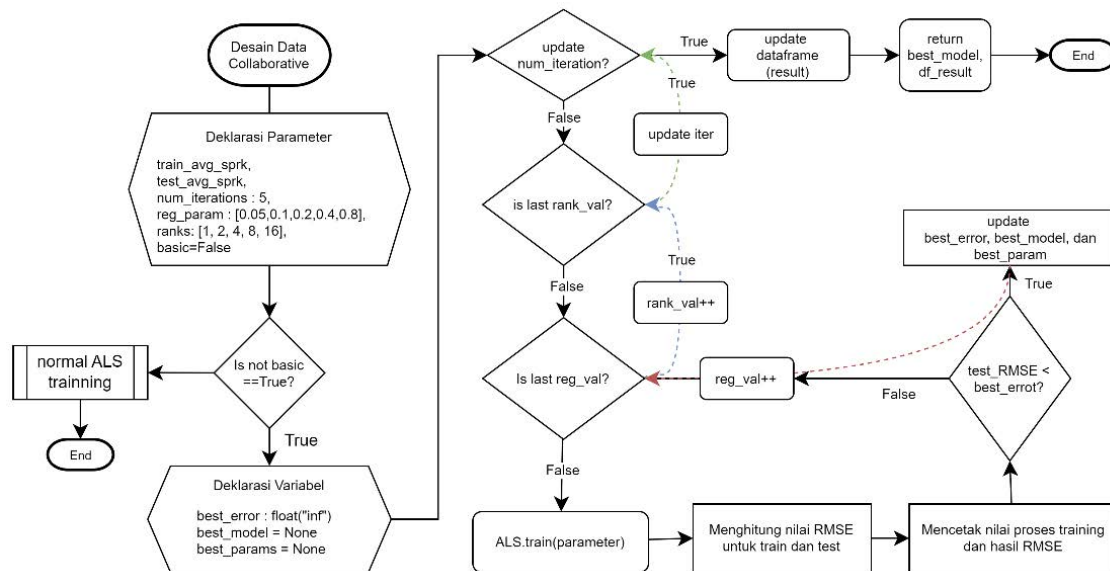 Desain Data
Collaborative
Deklarasi Parameter
train_avg_sprk,
test_avg_sprk,
num_iterations : 5,
reg_param : [0.05,0.1,0.2,0.4,0.8],
ranks: [1, 2, 4, 8, 16],
basic=False
Is not basic
==True?
normal ALS
trainning
End
True
Deklarasi Variabel
best_error : float("inf")
best_model = None
best_params = None
update
num_iteration?
True
update
dataframe
(result)
return
best_model,
df_result
End
False
True
update iter
is last rank_val?
False
True
rank_val++
Is last reg_val?
reg_val++
False
test_RMSE <
best_errot?
True
update
best_error, best_model, dan
best_param
False
ALS.train(parameter)
Menghitung nilai RMSE
untuk train dan test
Mencetak nilai proses training
dan hasil RMSE